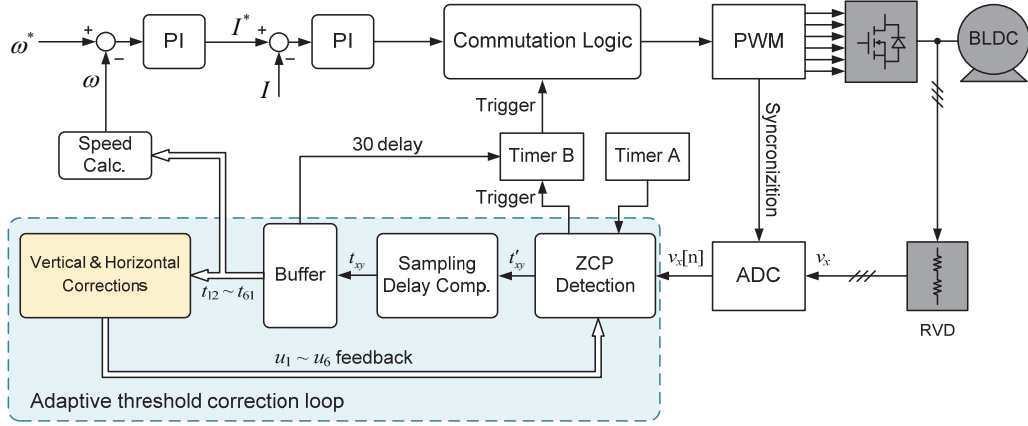 ω*
+
−
PI
I*
+
−
PI
Commutation Logic
PWM
BLDC
ω
I
Trigger
Syncronizition
Speed
Calc.
30 delay
Timer B
Timer A
Trigger
Vertical & Horizontal
Corrections
t12 ~ t61
Buffer
txy
Sampling
Delay Comp.
t′xy
ZCP
Detection
vx[n]
ADC
vx
RVD
u1 ~ u6 feedback
Adaptive threshold correction loop